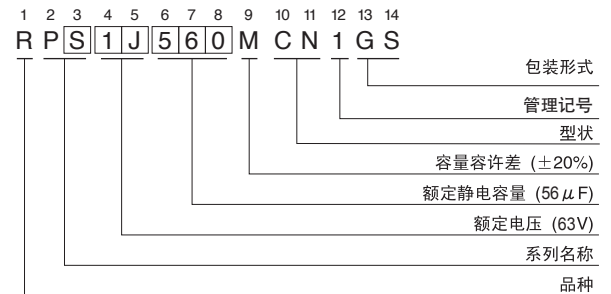 1 2 3 4 5 6 7 8 9 10 11 12 13 14
R P S 1 J 5 6 0 M C N 1 G S
包装形式
管理记号
型状
容量容许差 (±20%)
额定静电容量 (56μF)
额定电压 (63V)
系列名称
品种